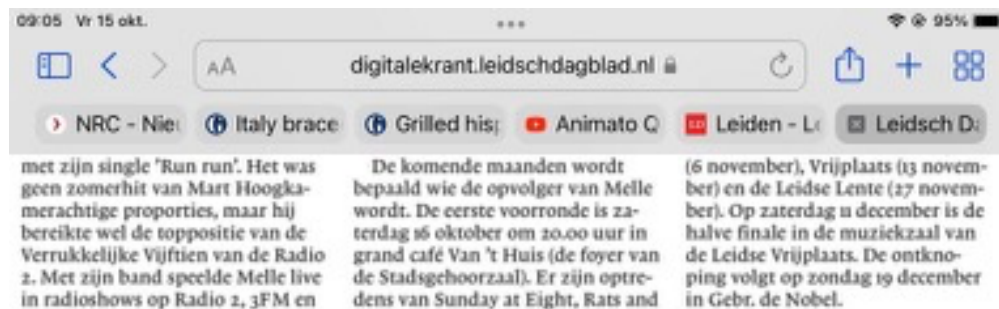 09:05 Vr 15 okt.
95%
AA digitalekrant.leidschdagblad.nl
NRC - Nie
Italy brace
Grilled his
Animato Q
LD Leiden - L
Leidsch Da
met zijn single 'Run run'. Het was
geen zomerhit van Mart Hoogka-
merachtige proporties, maar hij
bereikte wel de toppositie van de
Verrukkelijke Vijftien van de Radio
2. Met zijn band speelde Melle live
in radioshows op Radio 2, 3FM en
De komende maanden wordt
bepaald wie de opvolger van Melle
wordt. De eerste voorronde is za-
terdag 16 oktober om 20.00 uur in
grand café Van 't Huis (de foyer van
de Stadsgehoorzaal). Er zijn optre-
dens van Sunday at Eight, Rats and
(6 november), Vrijplaats (13 novem-
ber) en de Leidse Lente (27 novem-
ber). Op zaterdag 11 december is de
halve finale in de muziekzaal van
de Leidse Vrijplaats. De ontkno-
ping volgt op zondag 19 december
in Gebr. de Nobel.